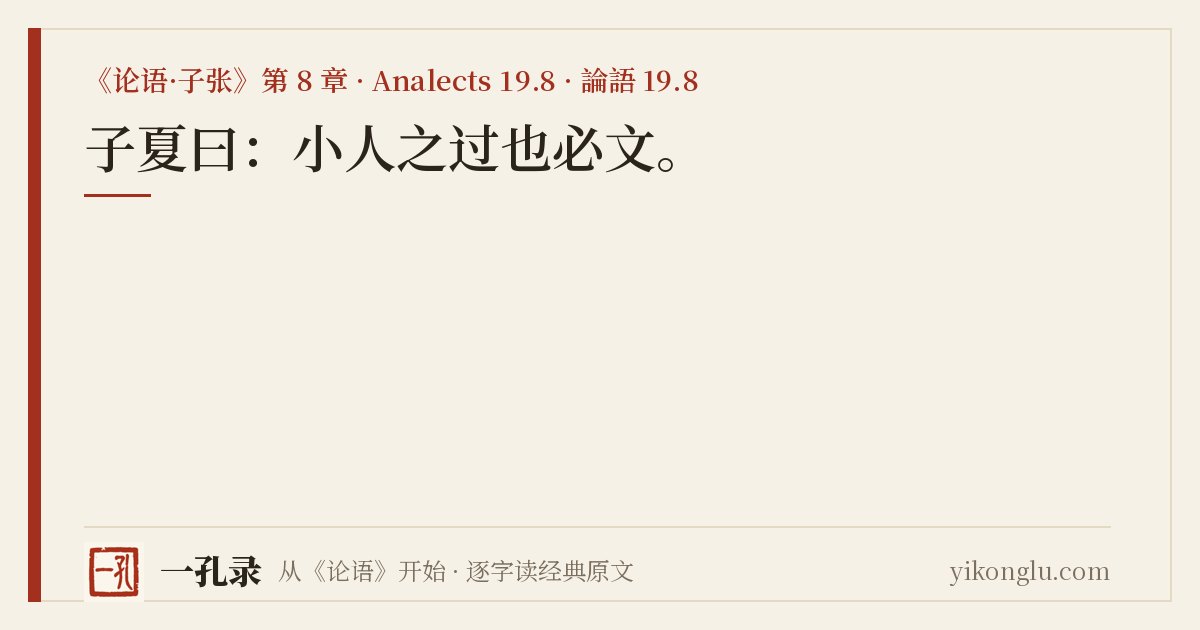 《论语·子张》第 8 章 · Analects 19.8 · 論語 19.8
子夏曰：小人之过也必文。
一孔
一孔录 从《论语》开始 · 逐字读经典原文 yikonglu.com